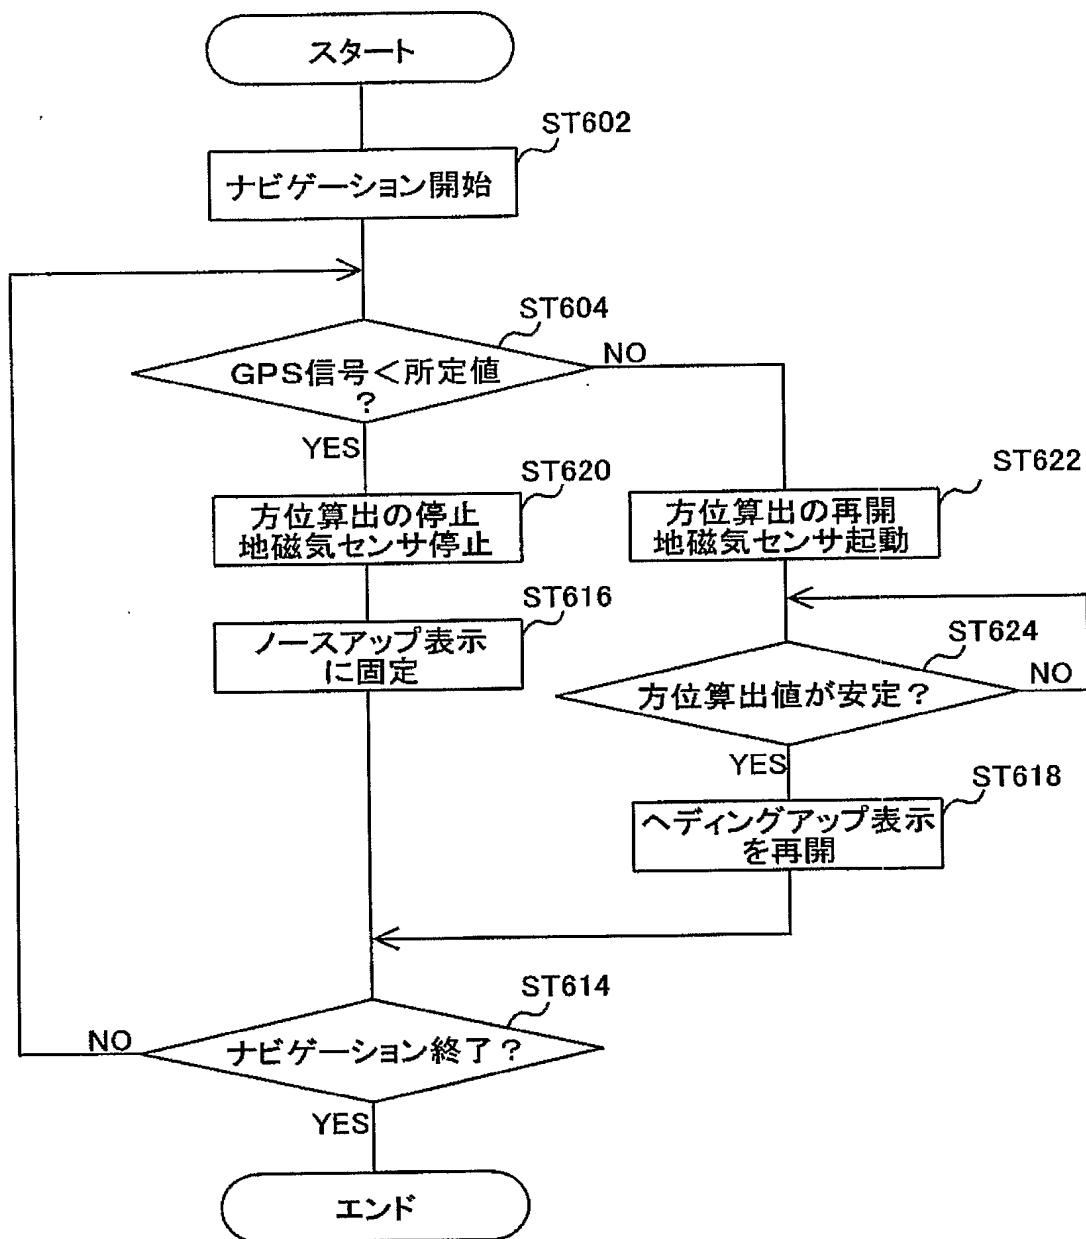 スタート
ST602
ナビゲーション開始
ST604
GPS信号<所定値
?
NO
YES
ST620
方位算出の停止
地磁気センサ停止
ST622
方位算出の再開
地磁気センサ起動
ST616
ノースアップ表示
に固定
ST624
方位算出値が安定?
NO
YES
ST618
ヘディングアップ表示
を再開
ST614
ナビゲーション終了?
NO
YES
エンド